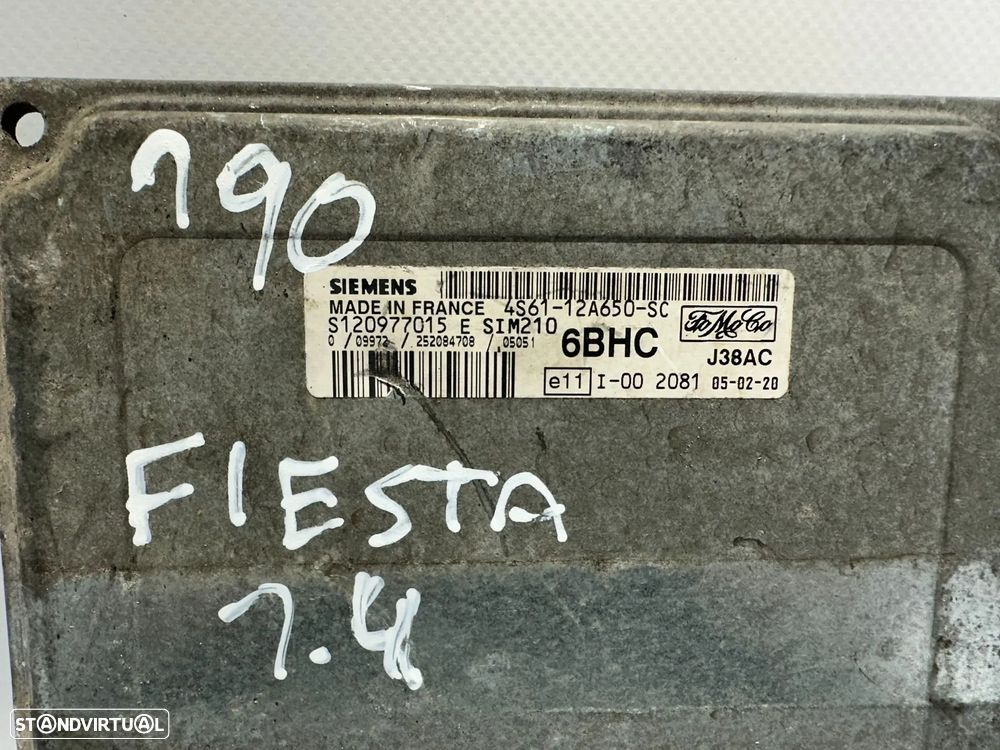 190
SIEMENS
MADE IN FRANCE 4S61-12A650-SC
S120977015 E SIM210
0 / 09972 / 252084708 / 05051
6BHC
FoMoCo
J38AC
e11 I-00 2081 05-02-20
FIESTA
1.4
STANDVIRTUAL